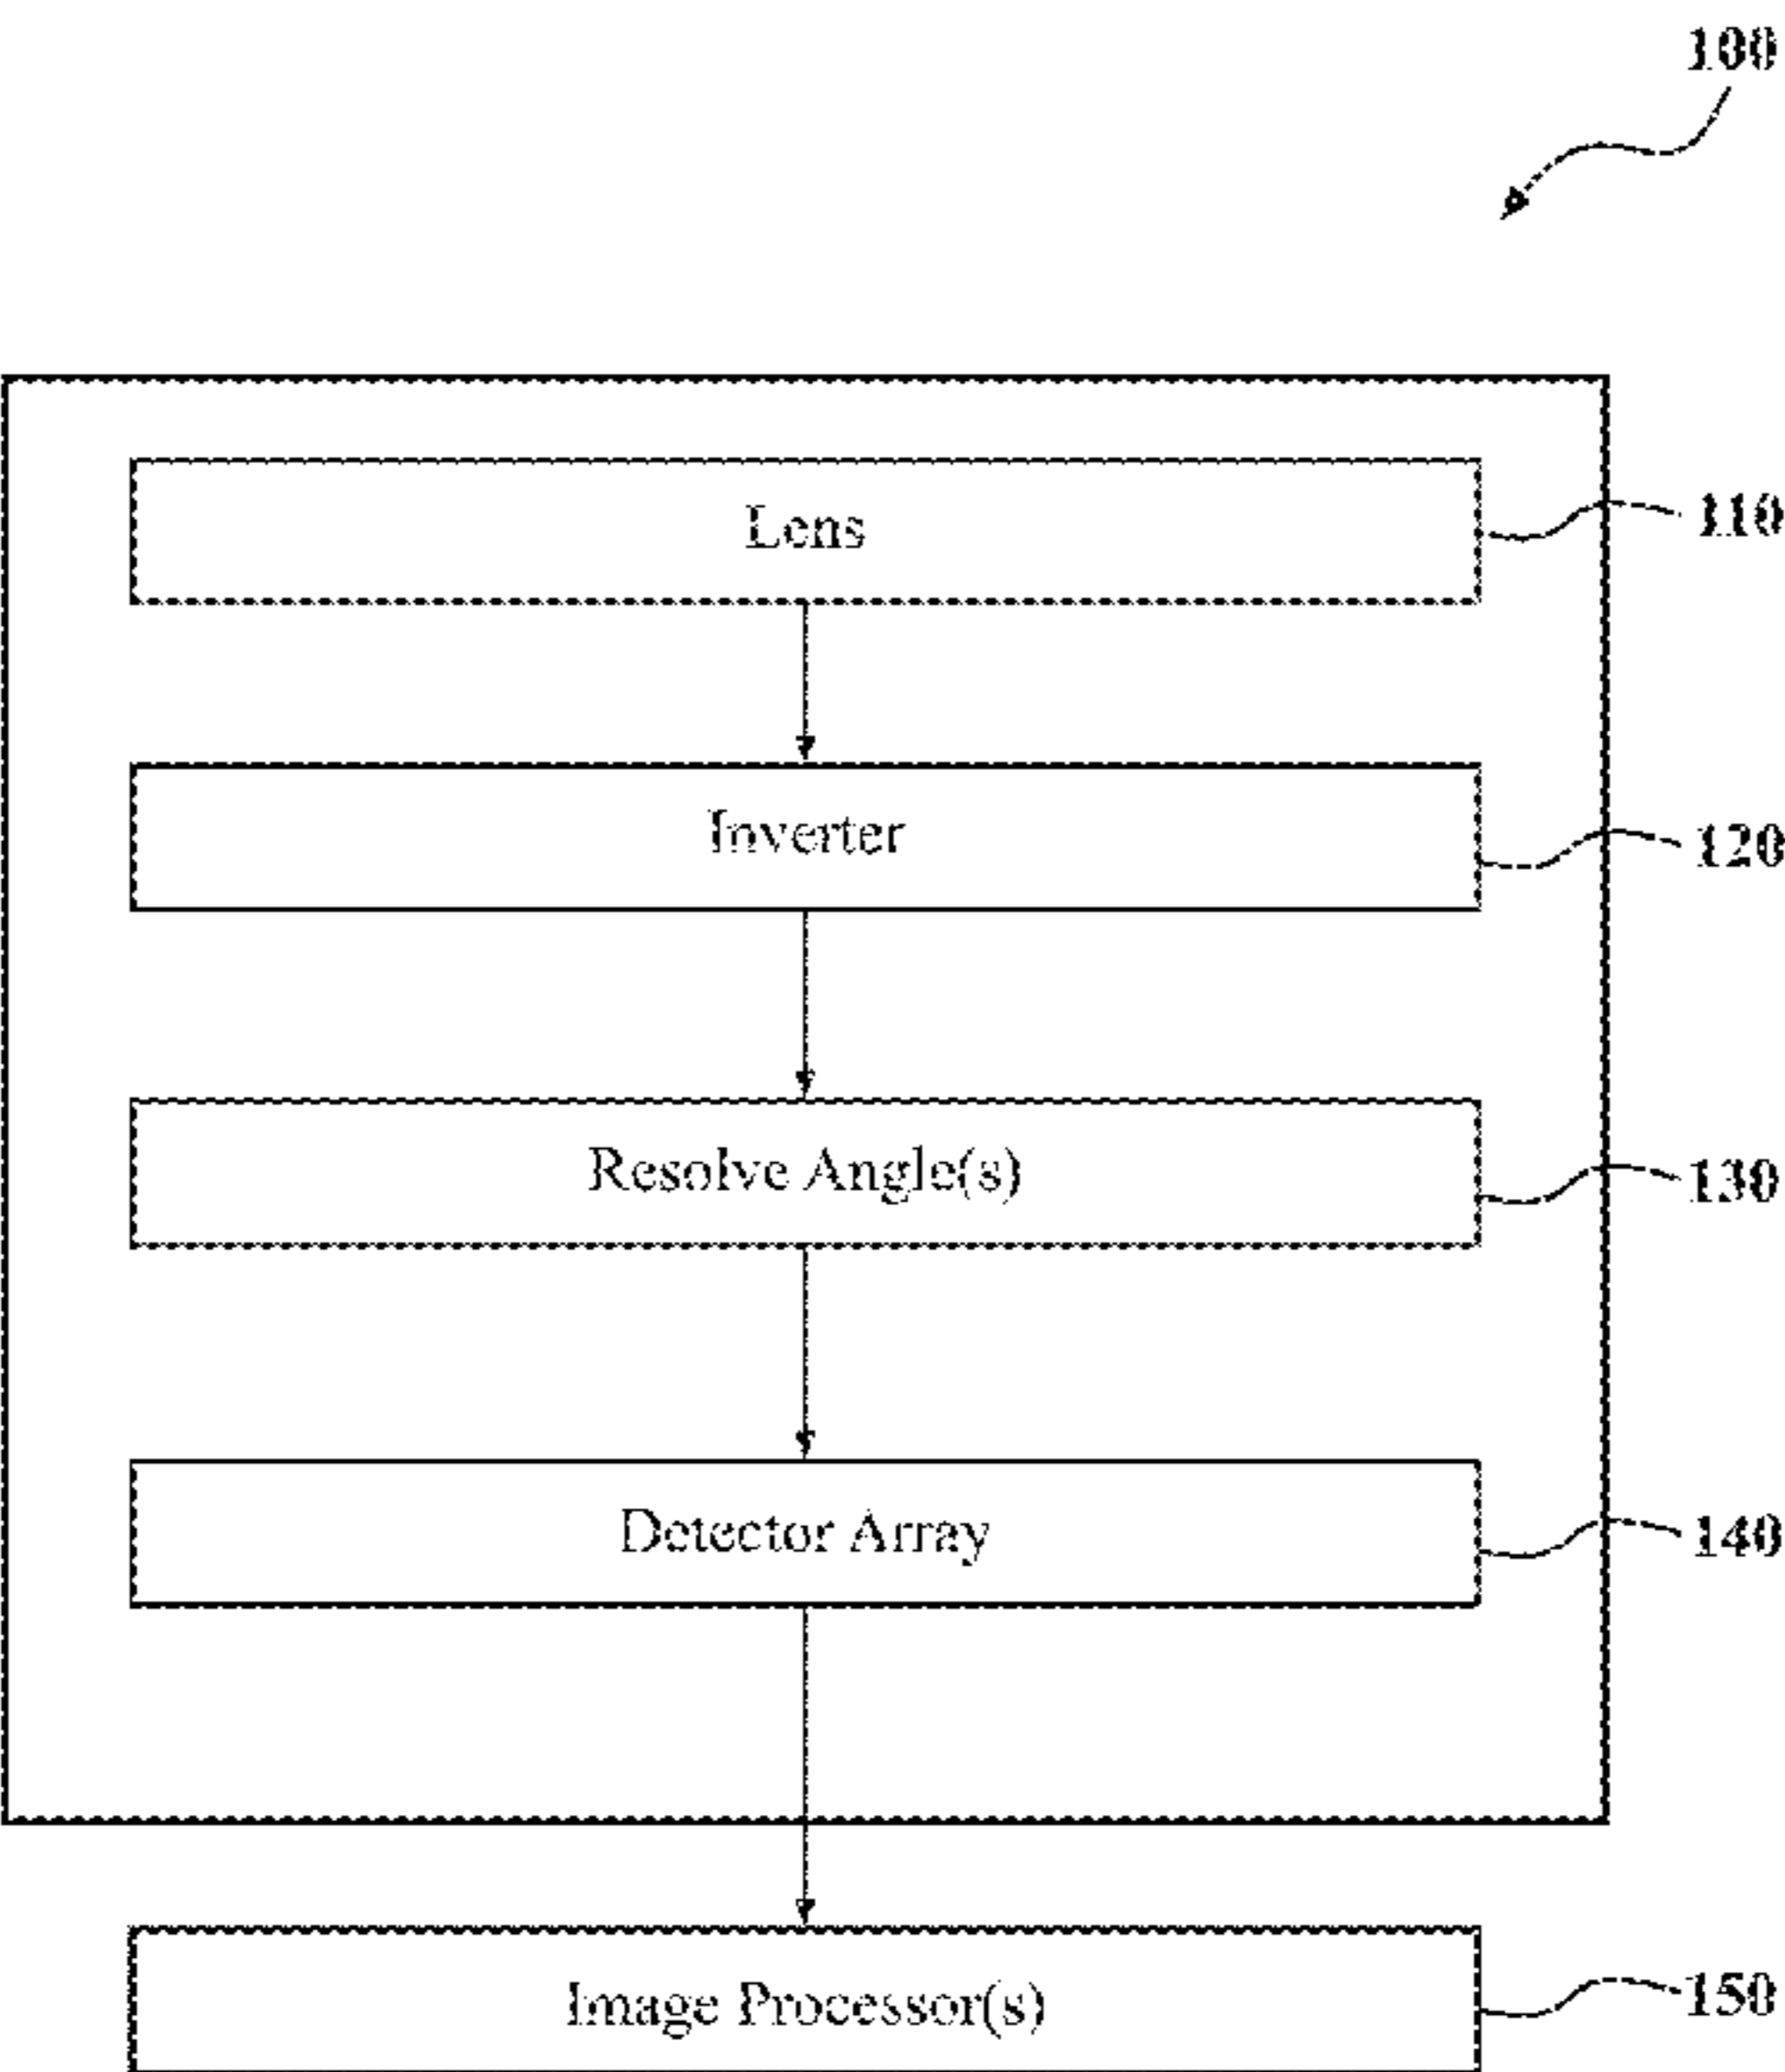 100
Lens
110
Inverter
120
Resolve Angle(s)
130
Detector Array
140
Image Processor(s)
150